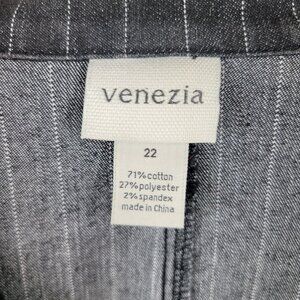 venezia
22
71% cotton
27% polyester
2% spandex
made in China